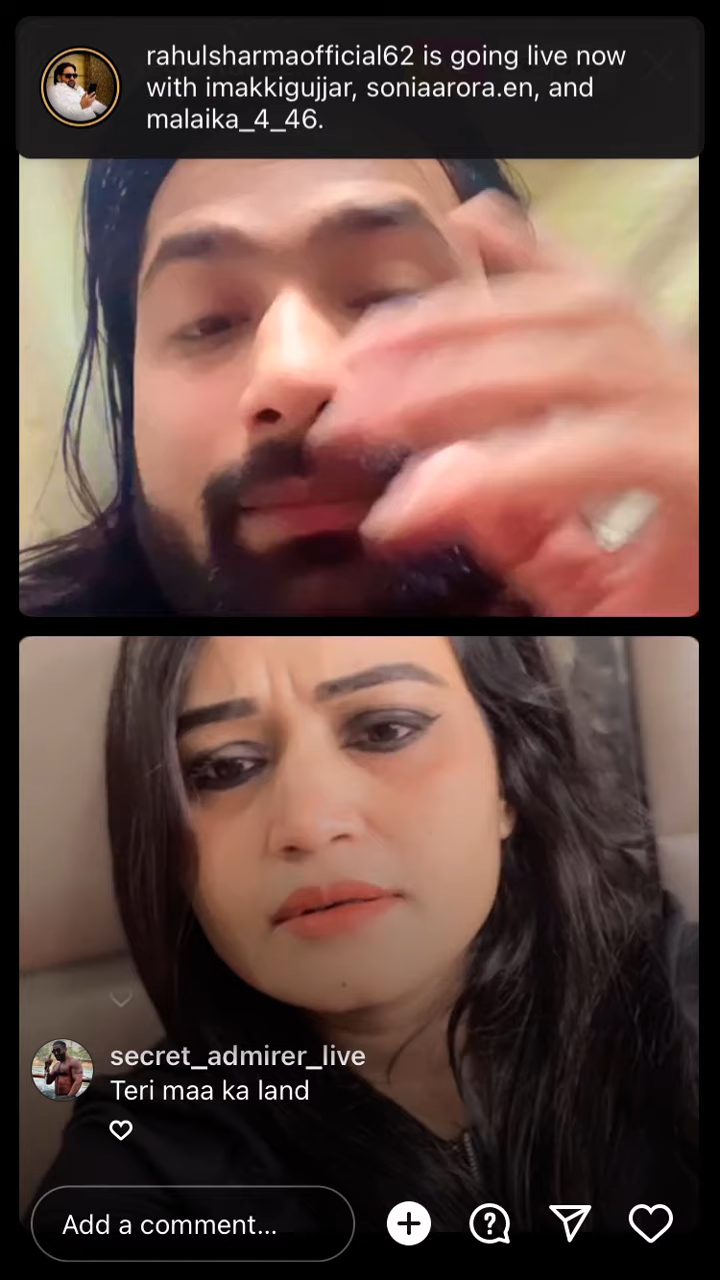 rahulsharmaofficial62 is going live now
with imakkigujjar, soniaarora.en, and
malaika_4_46.
secret_admirer_live
Teri maa ka land
Add a comment...